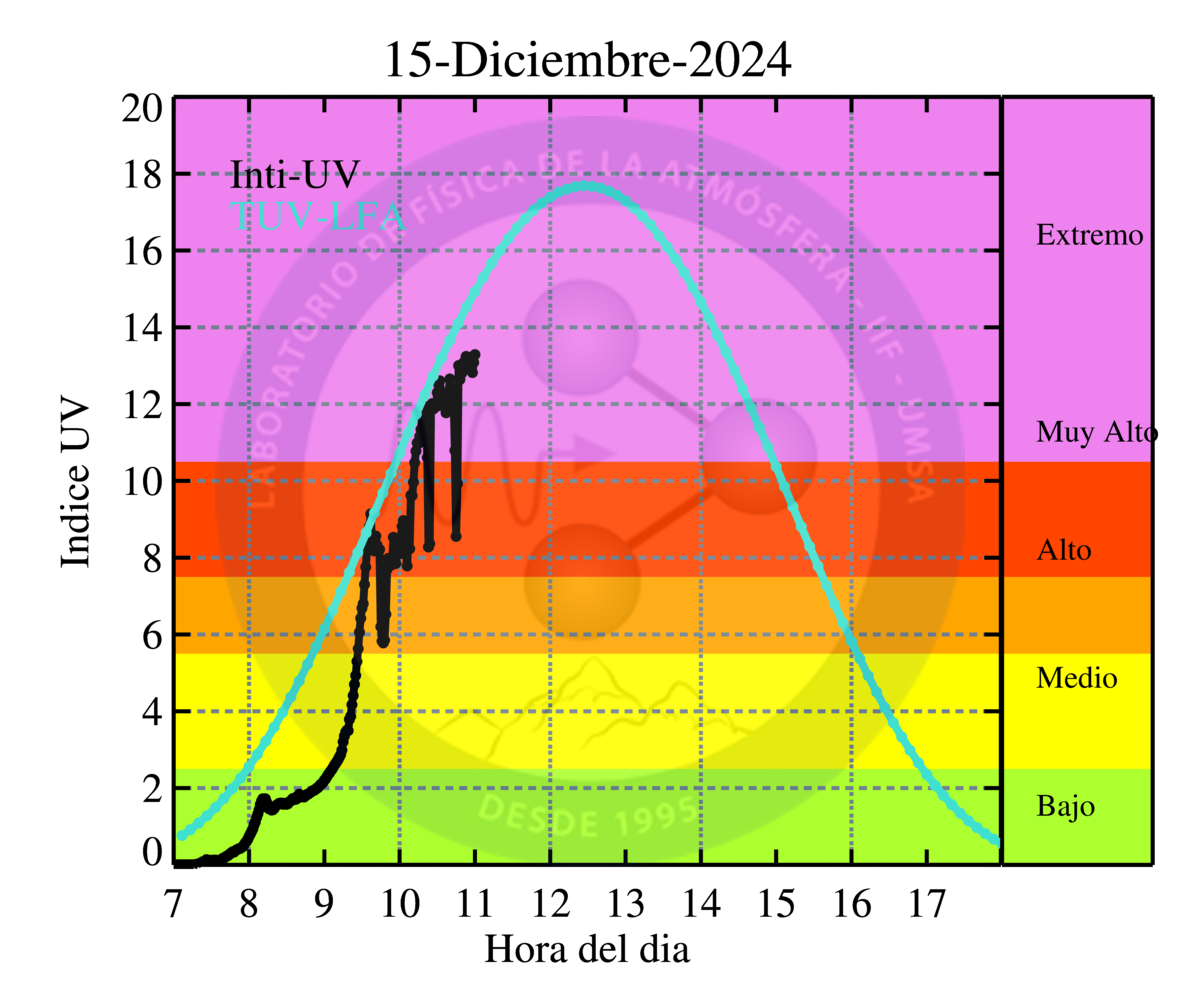 15-Diciembre-2024
Indice UV
20
18
16
14
12
10
8
6
4
2
0
Inti-UV
TUV-LFA
LABORATORIO DE FÍSICA DE LA ATMÓSFERA - IIF - UMSA
DESDE 1995
Extremo
Muy Alto
Alto
Medio
Bajo
7 8 9 10 11 12 13 14 15 16 17
Hora del dia